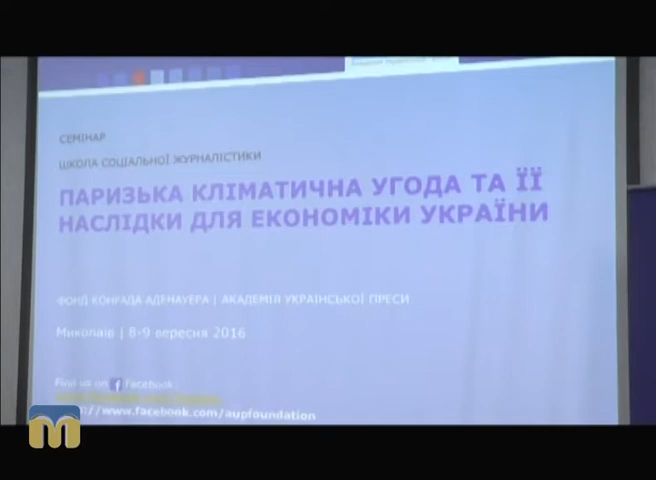 СЕМІНАР
ШКОЛА СОЦІАЛЬНОЇ ЖУРНАЛІСТИКИ
ПАРИЗЬКА КЛІМАТИЧНА УГОДА ТА ЇЇ
НАСЛІДКИ ДЛЯ ЕКОНОМІКИ УКРАЇНИ
ФОНД КОНРАДА АДЕНАУЕРА | АКАДЕМІЯ УКРАЇНСЬКОЇ ПРЕСИ
Миколаїв | 8-9 вересня 2016
Find us on f Facebook
//www.facebook.com/aupfoundation
M